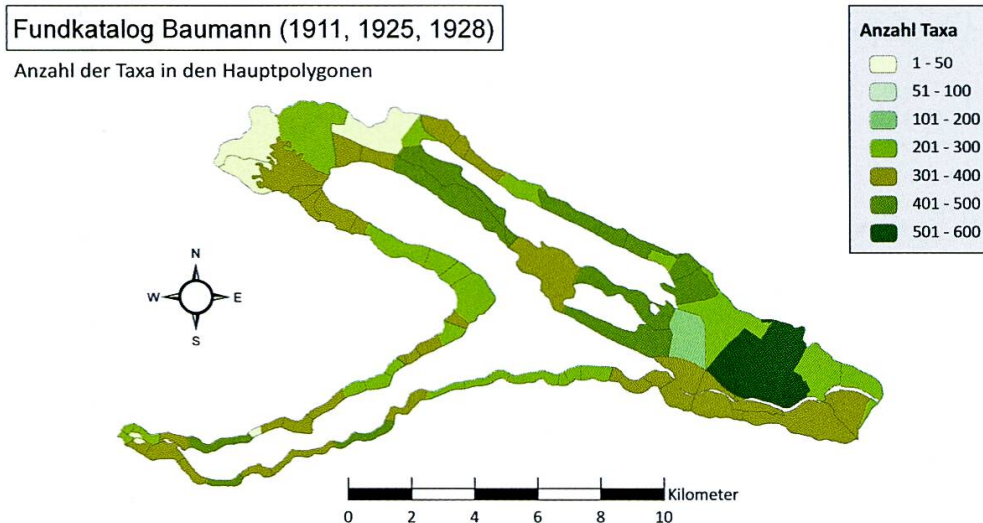 Fundkatalog Baumann (1911, 1925, 1928)
Anzahl der Taxa in den Hauptpolygonen
Anzahl Taxa
1 - 50
51 - 100
101 - 200
201 - 300
301 - 400
401 - 500
501 - 600
N
W E
S
Kilometer
0 2 4 6 8 10